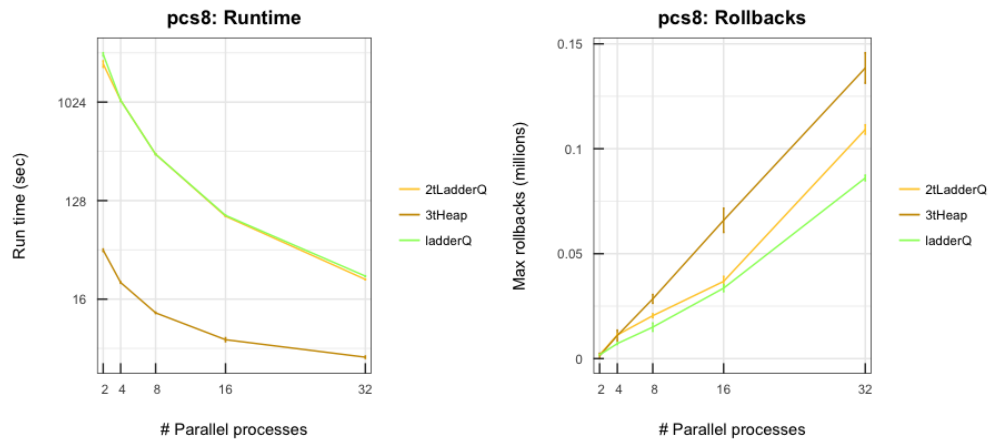 pcs8: Runtime
Run time (sec)
1024
128
16
2 4 8 16 32
# Parallel processes
2tLadderQ
3tHeap
ladderQ
pcs8: Rollbacks
Max rollbacks (millions)
0.15
0.1
0.05
0
2 4 8 16 32
# Parallel processes
2tLadderQ
3tHeap
ladderQ